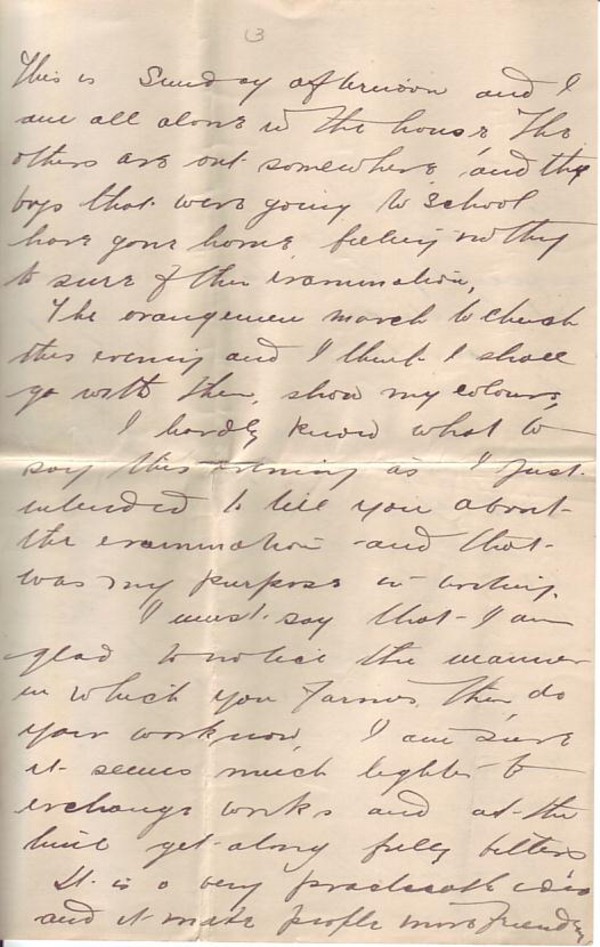 3
This is Sunday afternoon and I
am all alone in the house. The
others are out somewhere and the
boys that were going to School
have gone home feeling
to sure of their examination,
The orangemen march to church
this evening and I think I shall
go with them, show my colours,
I hardly know what to
say this evening as I just
intended to tell you about
the examination and that
was my purpose in writing.
I must say that I am
glad to notice the manner
in which you farmers do
your work now. I am sure
it seems much lighter to
exchange works and at the
time get along fully better
It is a very idea
and it make people more friendly